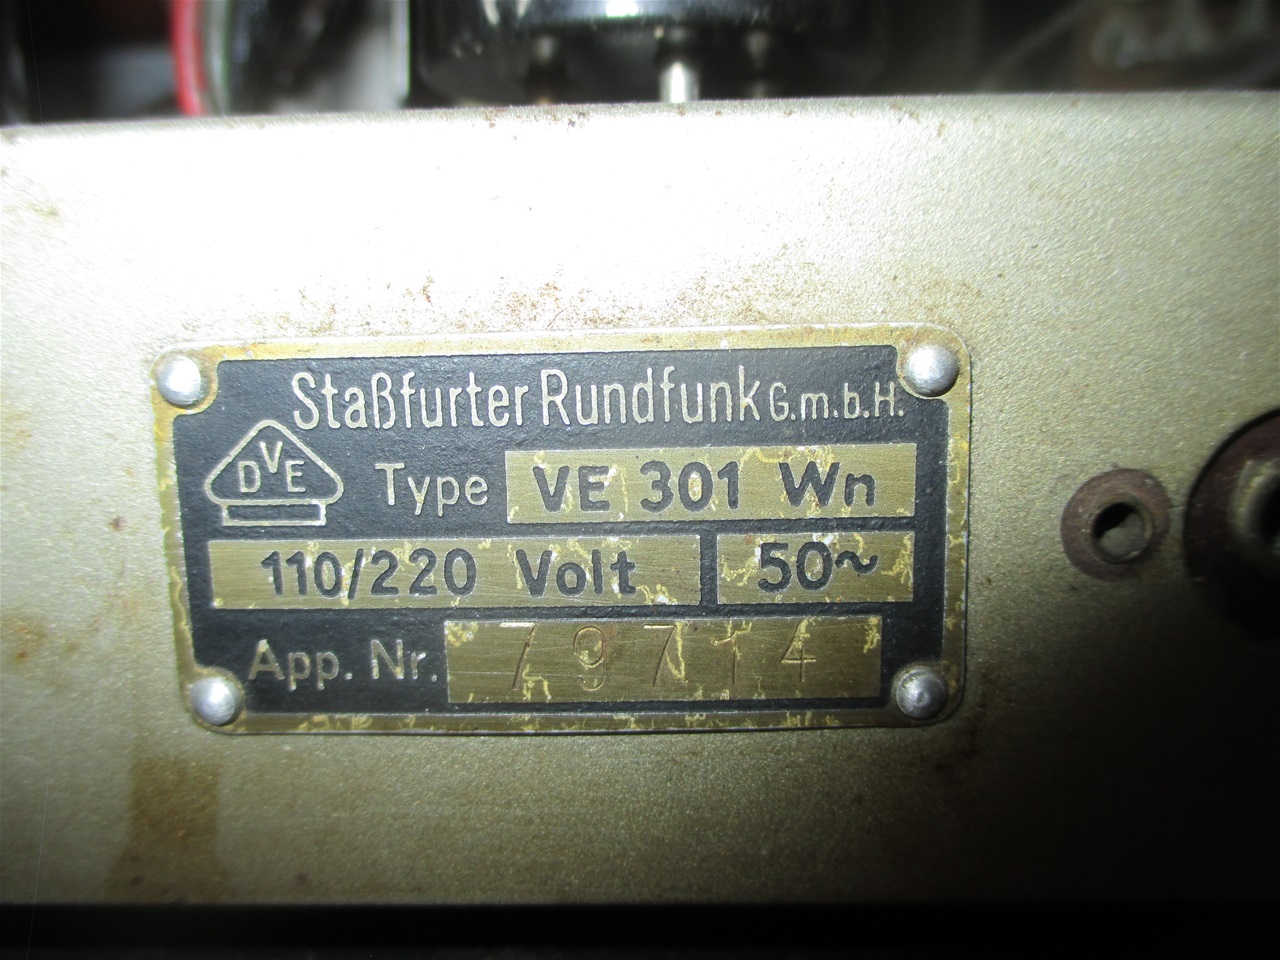 Staßfurter Rundfunk G.m.b.H.
DVE
Type VE 301 Wn
110/220 Volt 50~
App. Nr. 79714